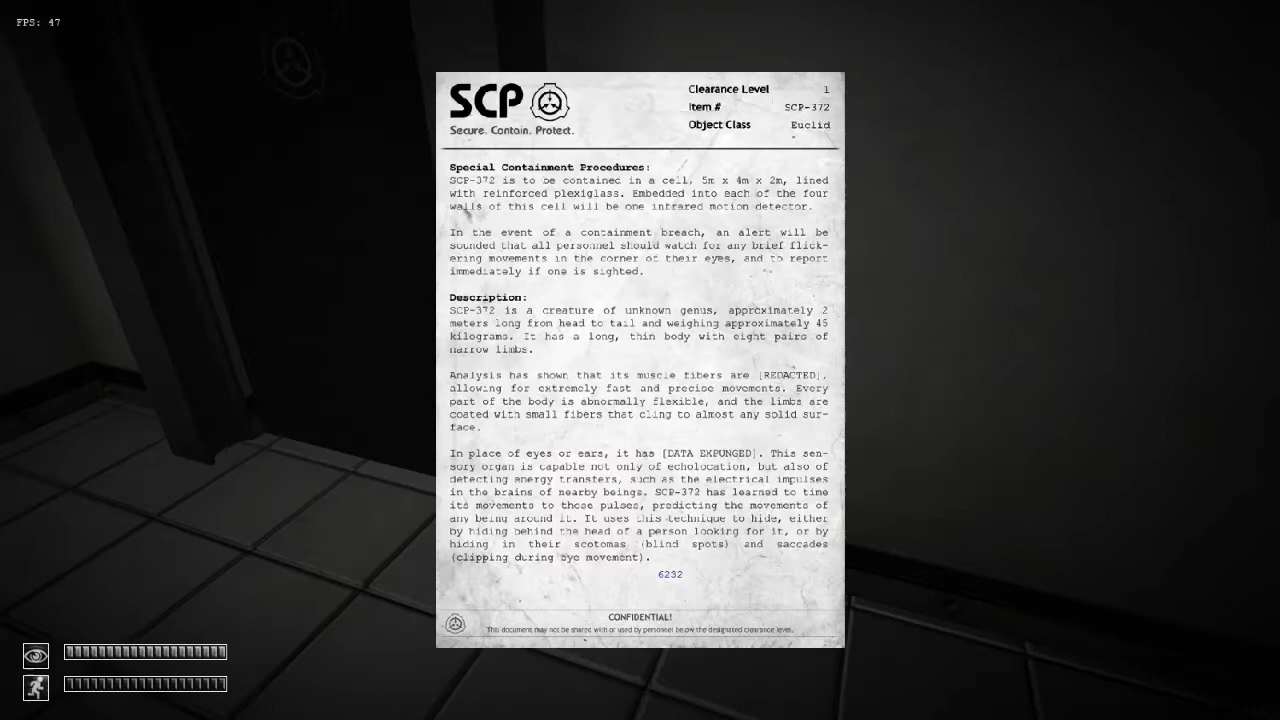 FPS: 47
SCP
Secure. Contain. Protect.
Clearance Level 1
Item # SCP-372
Object Class Euclid
Special Containment Procedures:
SCP-372 is to be contained in a cell, 5m x 4m x 2m, lined
with reinforced plexiglass. Embedded into each of the four
walls of this cell will be one infrared motion detector.
In the event of a containment breach, an alert will be
sounded that all personnel should watch for any brief flick-
ering movements in the corner of their eyes, and to report
immediately if one is sighted.
Description:
SCP-372 is a creature of unknown genus, approximately 2
meters long from head to tail and weighing approximately 45
kilograms. It has a long, thin body with eight pairs of
narrow limbs.
Analysis has shown that its muscle fibers are [REDACTED],
allowing for extremely fast and precise movements. Every
part of the body is abnormally flexible, and the limbs are
coated with small fibers that cling to almost any solid sur-
face.
In place of eyes or ears, it has [DATA EXPUNGED]. This sen-
sory organ is capable not only of echolocation, but also of
detecting energy transfers, such as the electrical impulses
in the brains of nearby beings. SCP-372 has learned to time
its movements to those pulses, predicting the movements of
any being around it. It uses this technique to hide, either
by hiding behind the head of a person looking for it, or by
hiding in their scotomas (blind spots) and saccades
(clipping during eye movement).
6232
CONFIDENTIAL!
This document may not be shared with or used by personnel below the designated clearance level.